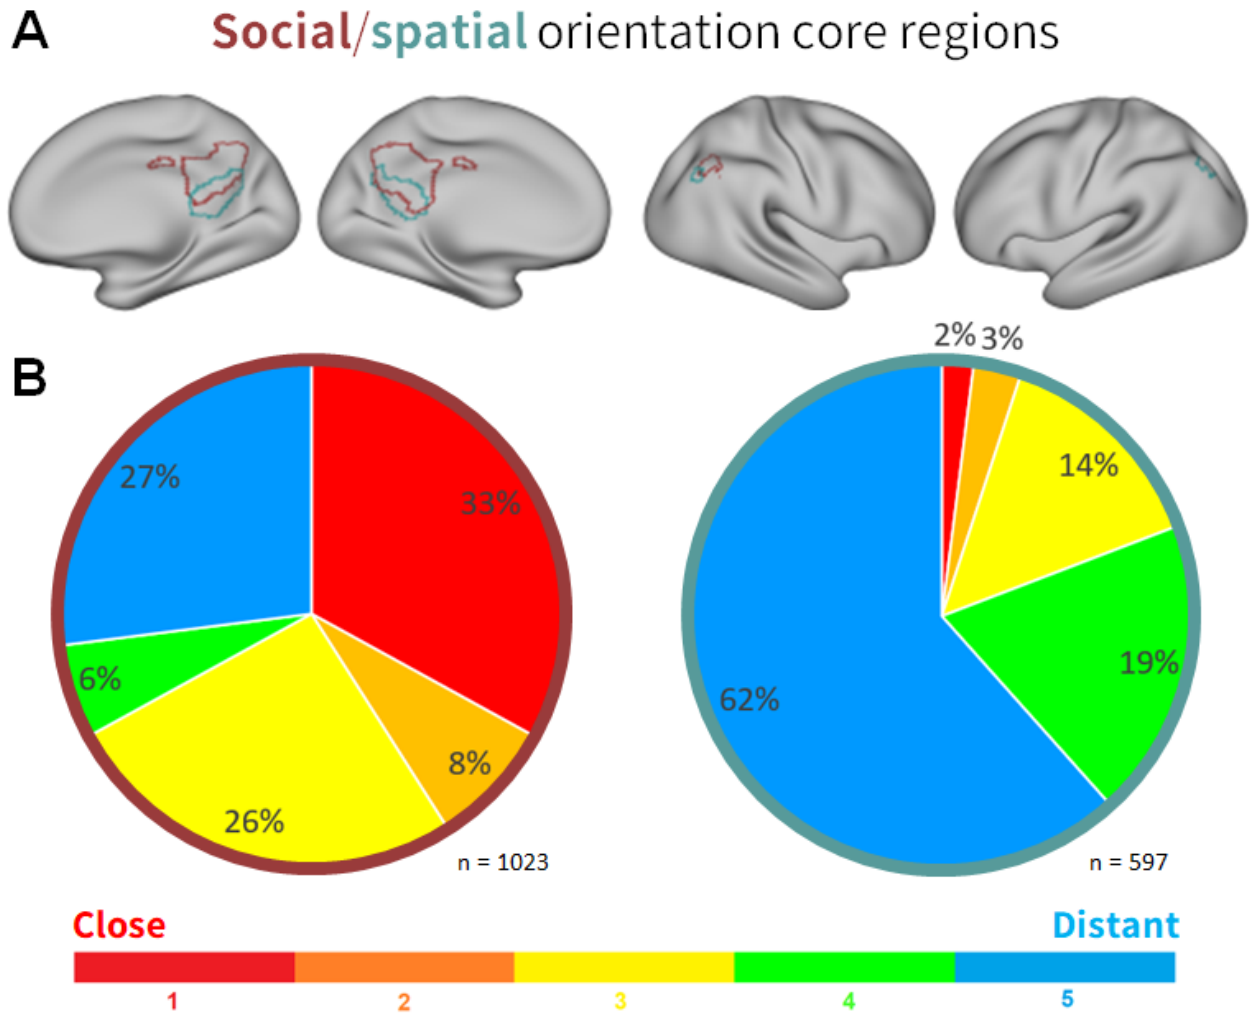 A
Social/spatial orientation core regions
B
33%
8%
26%
6%
27%
n = 1023
2%
3%
14%
19%
62%
n = 597
Close
Distant
1
2
3
4
5